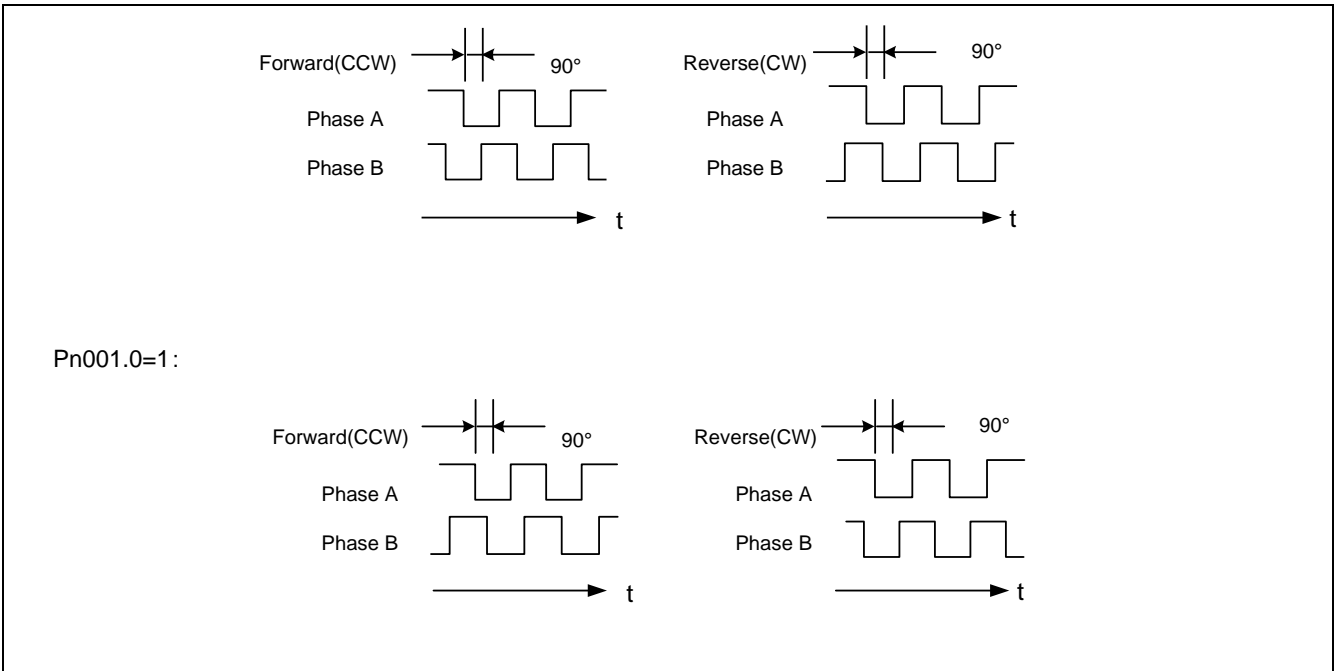 Forward(CCW) 90° Reverse(CW) 90°
Phase A Phase A
Phase B Phase B
t t
Pn001.0=1:
Forward(CCW) 90° Reverse(CW) 90°
Phase A Phase A
Phase B Phase B
t t